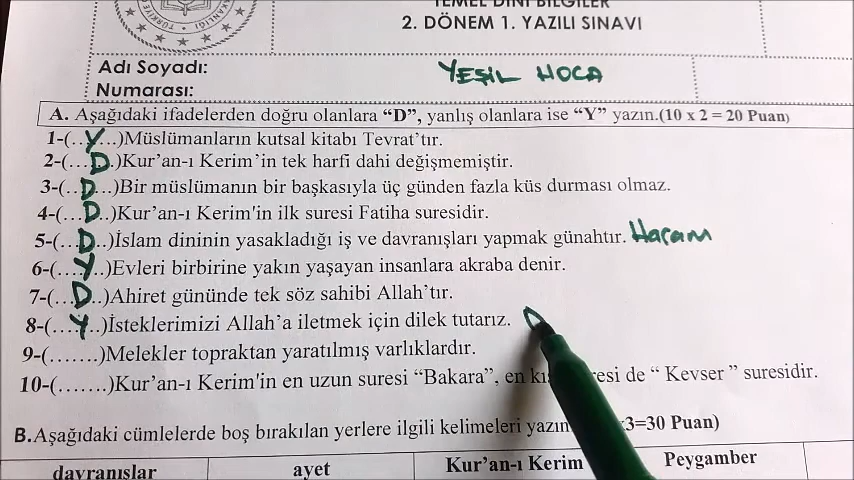 TEMEL DİNİ BİLGİLER
2. DÖNEM 1. YAZILI SINAVI
Adı Soyadı: YEŞİL HOCA
Numarası:
A. Aşağıdaki ifadelerden doğru olanlara “D”, yanlış olanlara ise “Y” yazın.(10 x 2 = 20 Puan)
1-(..Y...)Müslümanların kutsal kitabı Tevrat’tır.
2-(...D.)Kur’an-ı Kerim’in tek harfi dahi değişmemiştir.
3-(..D...)Bir müslümanın bir başkasıyla üç günden fazla küs durması olmaz.
4-(...D..)Kur’an-ı Kerim'in ilk suresi Fatiha suresidir.
5-(..D...)İslam dininin yasakladığı iş ve davranışları yapmak günahtır. Haram
6-(....Y..)Evleri birbirine yakın yaşayan insanlara akraba denir.
7-(...D...)Ahiret gününde tek söz sahibi Allah’tır.
8-(...Y..)İsteklerimizi Allah’a iletmek için dilek tutarız. D
9-(.......)Melekler topraktan yaratılmış varlıklardır.
10-(.......)Kur’an-ı Kerim'in en uzun suresi “Bakara”, en de “ Kevser ” suresidir.
B.Aşağıdaki cümlelerde boş bırakılan yerlere ilgili kelimeleri yazın x3=30 Puan)
davranışlar ayet Kur’an-ı Kerim Peygamber